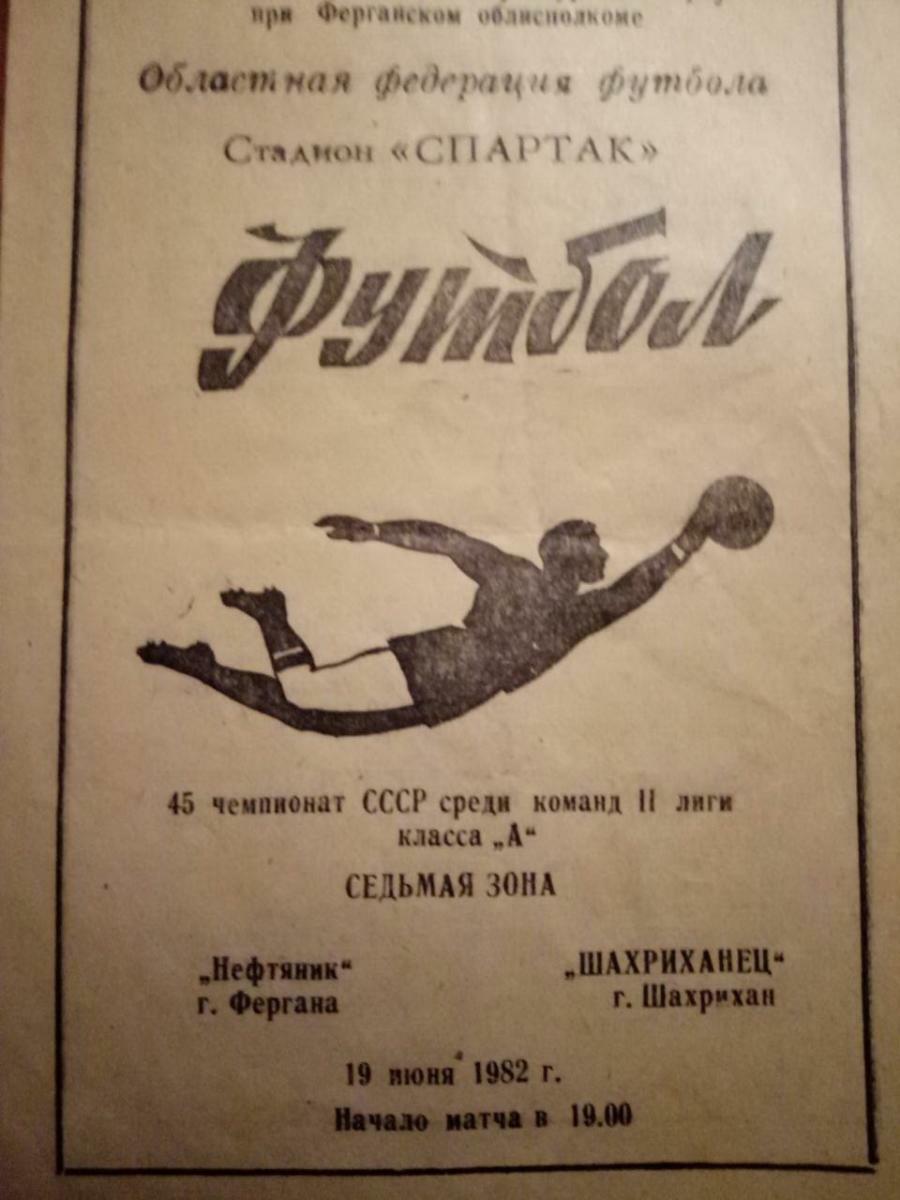 при Ферганском облисполкоме
Областная федерация футбола
Стадион «СПАРТАК»
Футбол
45 чемпионат СССР среди команд II лиги
класса „А“
СЕДЬМАЯ ЗОНА
„Нефтяник“
г. Фергана
„ШАХРИХАНЕЦ“
г. Шахрихан
19 июня 1982 г.
Начало матча в 19.00